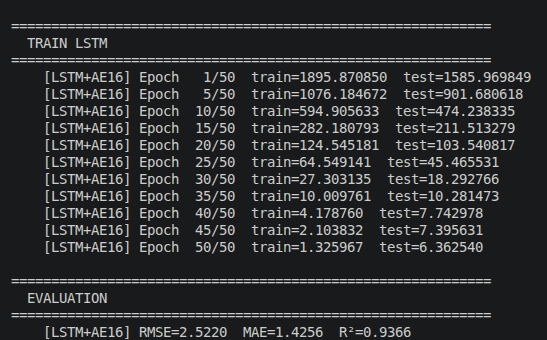 ============================================================
TRAIN LSTM
============================================================
[LSTM+AE16] Epoch   1/50  train=1895.870850  test=1585.969849
[LSTM+AE16] Epoch   5/50  train=1076.184672  test=901.680618
[LSTM+AE16] Epoch  10/50  train=594.905633  test=474.238335
[LSTM+AE16] Epoch  15/50  train=282.180793  test=211.513279
[LSTM+AE16] Epoch  20/50  train=124.545181  test=103.540817
[LSTM+AE16] Epoch  25/50  train=64.549141  test=45.465531
[LSTM+AE16] Epoch  30/50  train=27.303135  test=18.292766
[LSTM+AE16] Epoch  35/50  train=10.009761  test=10.281473
[LSTM+AE16] Epoch  40/50  train=4.178760  test=7.742978
[LSTM+AE16] Epoch  45/50  train=2.103832  test=7.395631
[LSTM+AE16] Epoch  50/50  train=1.325967  test=6.362540
============================================================
EVALUATION
============================================================
[LSTM+AE16] RMSE=2.5220  MAE=1.4256  R²=0.9366